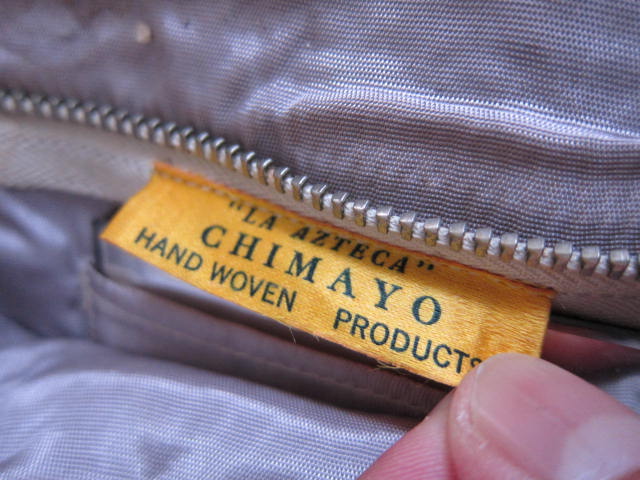 "LA AZTECA"
CHIMAYO
HAND WOVEN PRODUCTS